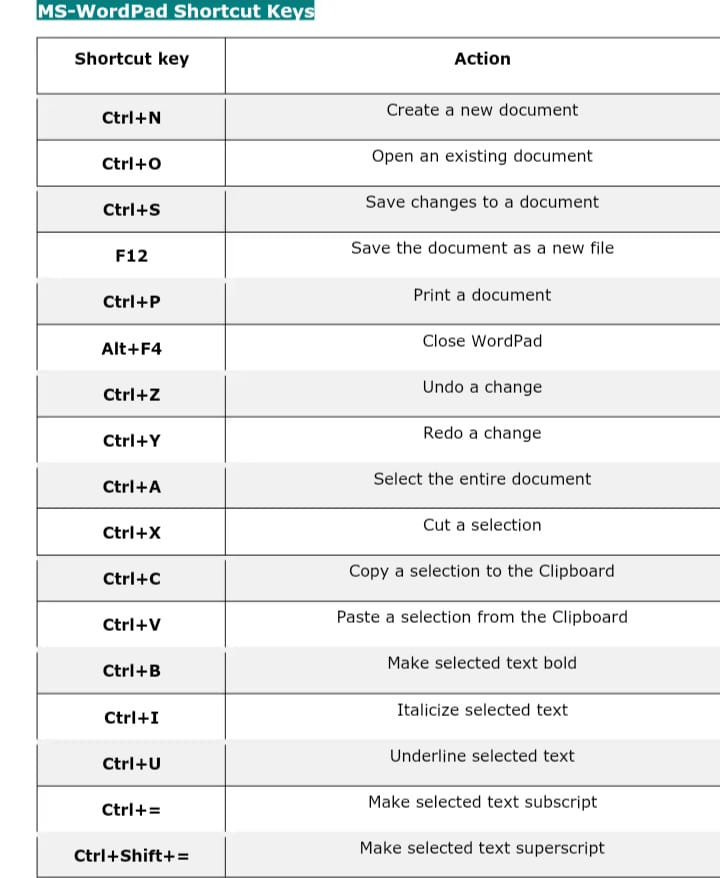 MS-WordPad Shortcut Keys
Shortcut key Action
Ctrl+N Create a new document
Ctrl+O Open an existing document
Ctrl+S Save changes to a document
F12 Save the document as a new file
Ctrl+P Print a document
Alt+F4 Close WordPad
Ctrl+Z Undo a change
Ctrl+Y Redo a change
Ctrl+A Select the entire document
Ctrl+X Cut a selection
Ctrl+C Copy a selection to the Clipboard
Ctrl+V Paste a selection from the Clipboard
Ctrl+B Make selected text bold
Ctrl+I Italicize selected text
Ctrl+U Underline selected text
Ctrl+= Make selected text subscript
Ctrl+Shift+= Make selected text superscript